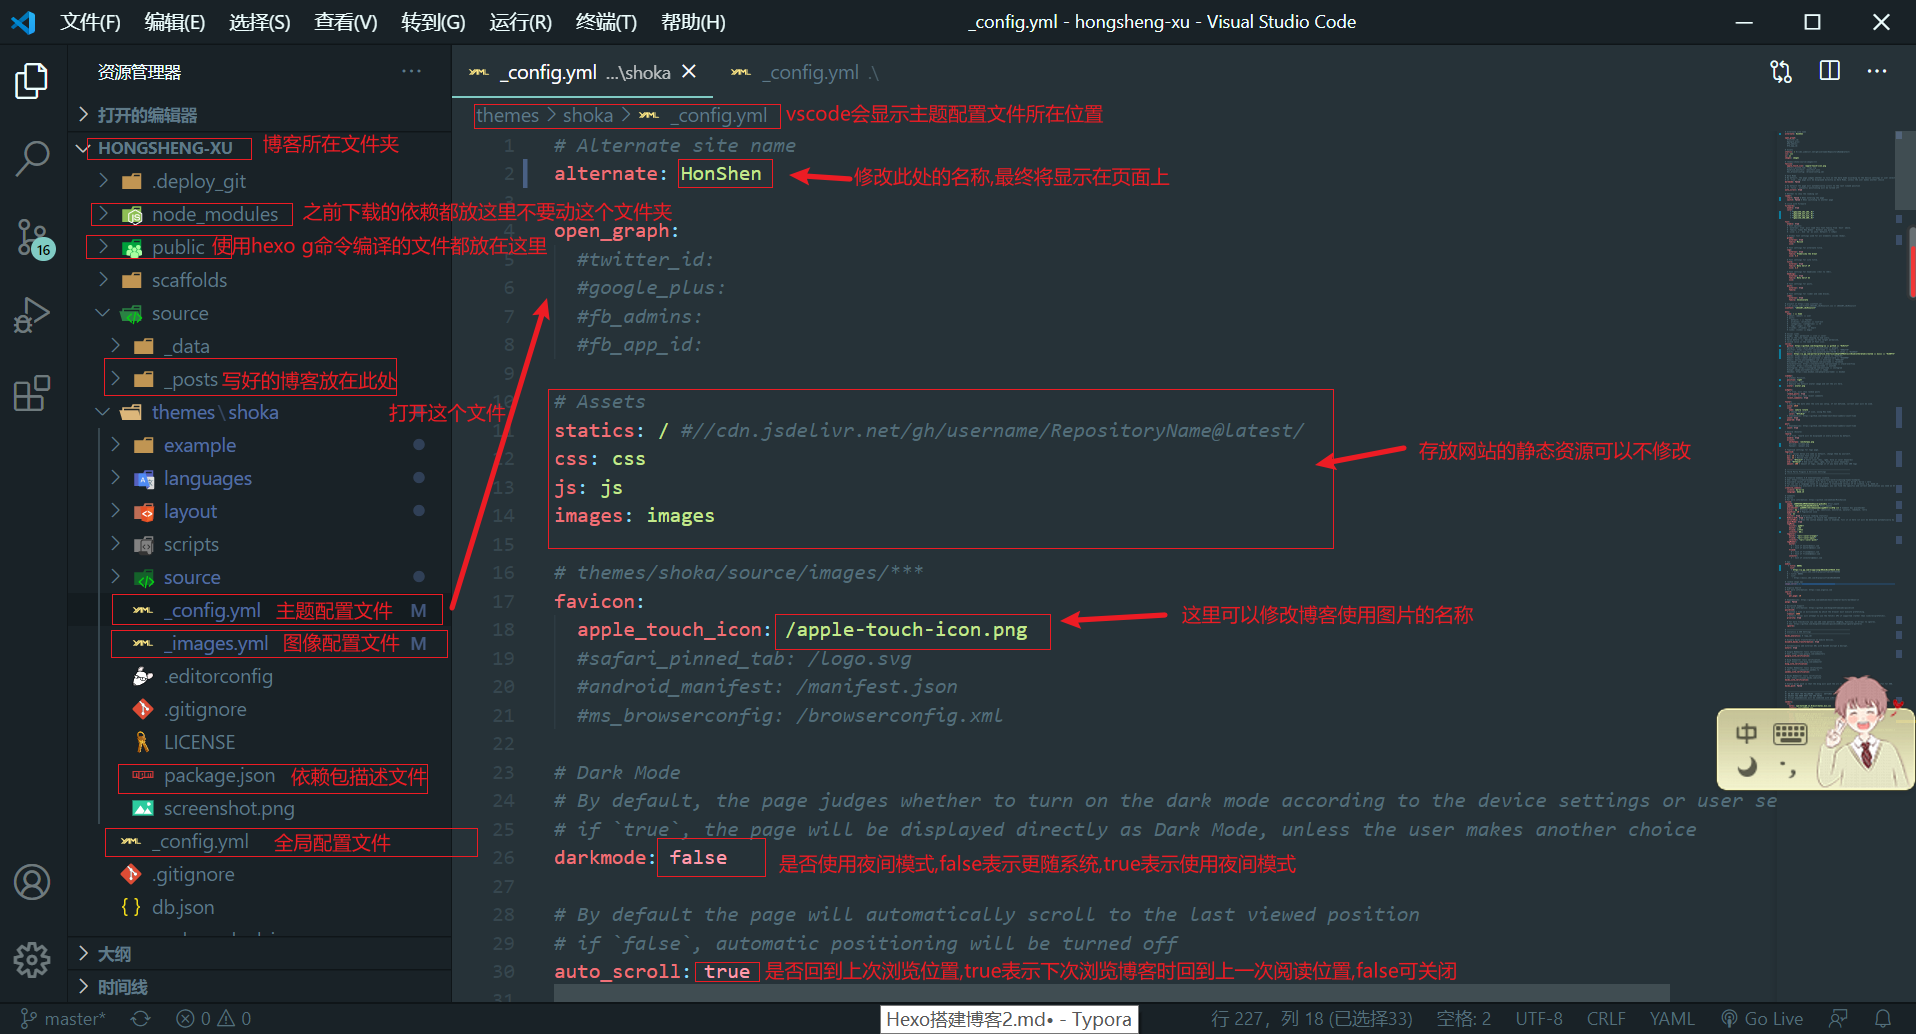 文件(F) 编辑(E) 选择(S) 查看(V) 转到(G) 运行(R) 终端(T) 帮助(H) _config.yml - hongsheng-xu - Visual Studio Code
资源管理器 ···
打开的编辑器
HONGSHENG-XU 博客所在文件夹
.deploy_git
node_modules 之前下载的依赖都放这里不要动这个文件夹
public 使用hexo g命令编译的文件都放在这里
scaffolds
source
_data
_posts 写好的博客放在此处
themes\shoka 打开这个文件
example
languages
layout
scripts
source
_config.yml 主题配置文件 M
_images.yml 图像配置文件 M
.editorconfig
.gitignore
LICENSE
package.json 依赖包描述文件
screenshot.png
_config.yml 全局配置文件
.gitignore
db.json
大纲
时间线
16
_config.yml ...\shoka _config.yml .\
themes > shoka > _config.yml vscode会显示主题配置文件所在位置
1 # Alternate site name
2 alternate: HonShen 修改此处的名称,最终将显示在页面上
4 open_graph:
5 #twitter_id:
6 #google_plus:
7 #fb_admins:
8 #fb_app_id:
9
10 # Assets
11 statics: / #//cdn.jsdelivr.net/gh/username/RepositoryName@latest/
12 css: css 存放网站的静态资源可以不修改
13 js: js
14 images: images
15
16 # themes/shoka/source/images/***
17 favicon:
18 apple_touch_icon: /apple-touch-icon.png 这里可以修改博客使用图片的名称
19 #safari_pinned_tab: /logo.svg
20 #android_manifest: /manifest.json
21 #ms_browserconfig: /browserconfig.xml
22
23 # Dark Mode
24 # By default, the page judges whether to turn on the dark mode according to the device settings or user se
25 # if `true`, the page will be displayed directly as Dark Mode, unless the user makes another choice
26 darkmode: false 是否使用夜间模式,false表示更随系统,true表示使用夜间模式
27
28 # By default the page will automatically scroll to the last viewed position
29 # if `false`, automatic positioning will be turned off
30 auto_scroll: true 是否回到上次浏览位置,true表示下次浏览博客时回到上一次阅读位置,false可关闭
31
中
master* 0 0 Hexo搭建博客2.md• - Typora 行 227，列 18 (已选择33) 空格: 2 UTF-8 CRLF YAML Go Live